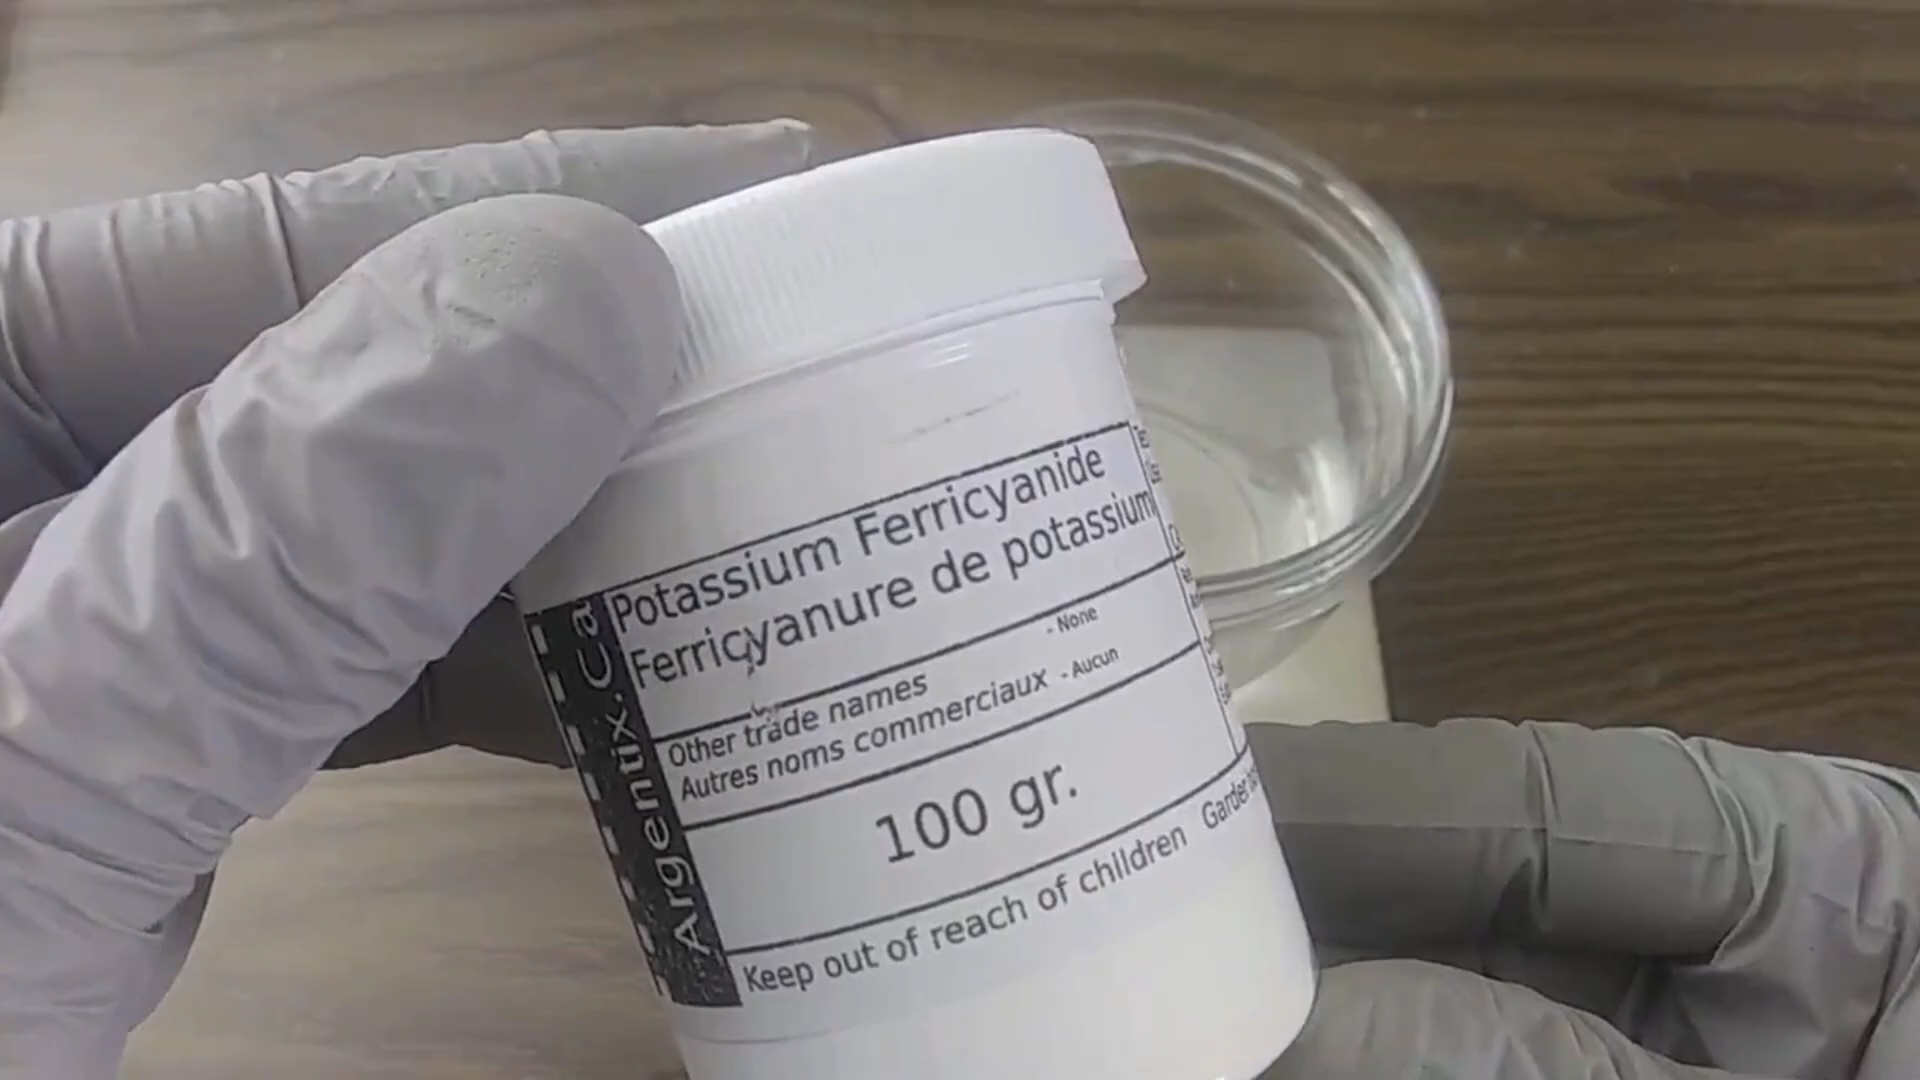 Potassium Ferricyanide
Ferricyanure de potassium
Other trade names - None
Autres noms commerciaux - Aucun
100 gr.
Keep out of reach of children Garder
Argentix.Ca